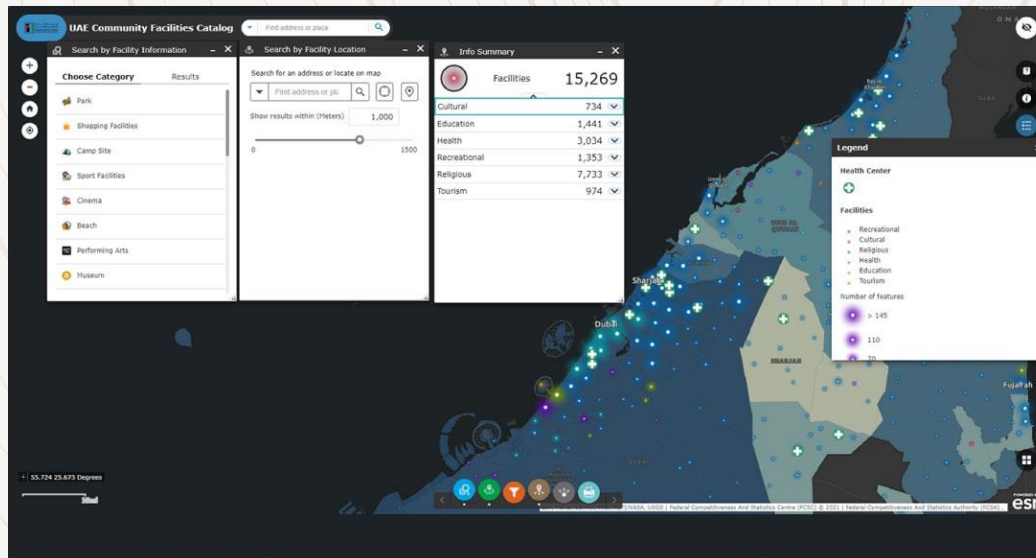 UAE Community Facilities Catalog
Find address or place
Search by Facility Information
Choose Category Results
Park
Shopping Facilities
Camp Site
Sport Facilities
Cinema
Beach
Performing Arts
Museum
Search by Facility Location
Search for an address or locate on map
Find address or pl
Show results within (Meters) 1,000
0 1500
Info Summary
Facilities 15,269
Cultural 734
Education 1,441
Health 3,034
Recreational 1,353
Religious 7,733
Tourism 974
Legend
Health Center
Facilities
Recreational
Cultural
Religious
Health
Education
Tourism
Number of features
> 145
110
70
Sharjah
Dubai
SHARJAH
Fujairah
55.724 25.673 Degrees
/NASA, USGS | Federal Competitiveness And Statistics Centre (FCSC) © 2021 | Federal Competitiveness And Statistics Authority (FCSA)...
esri